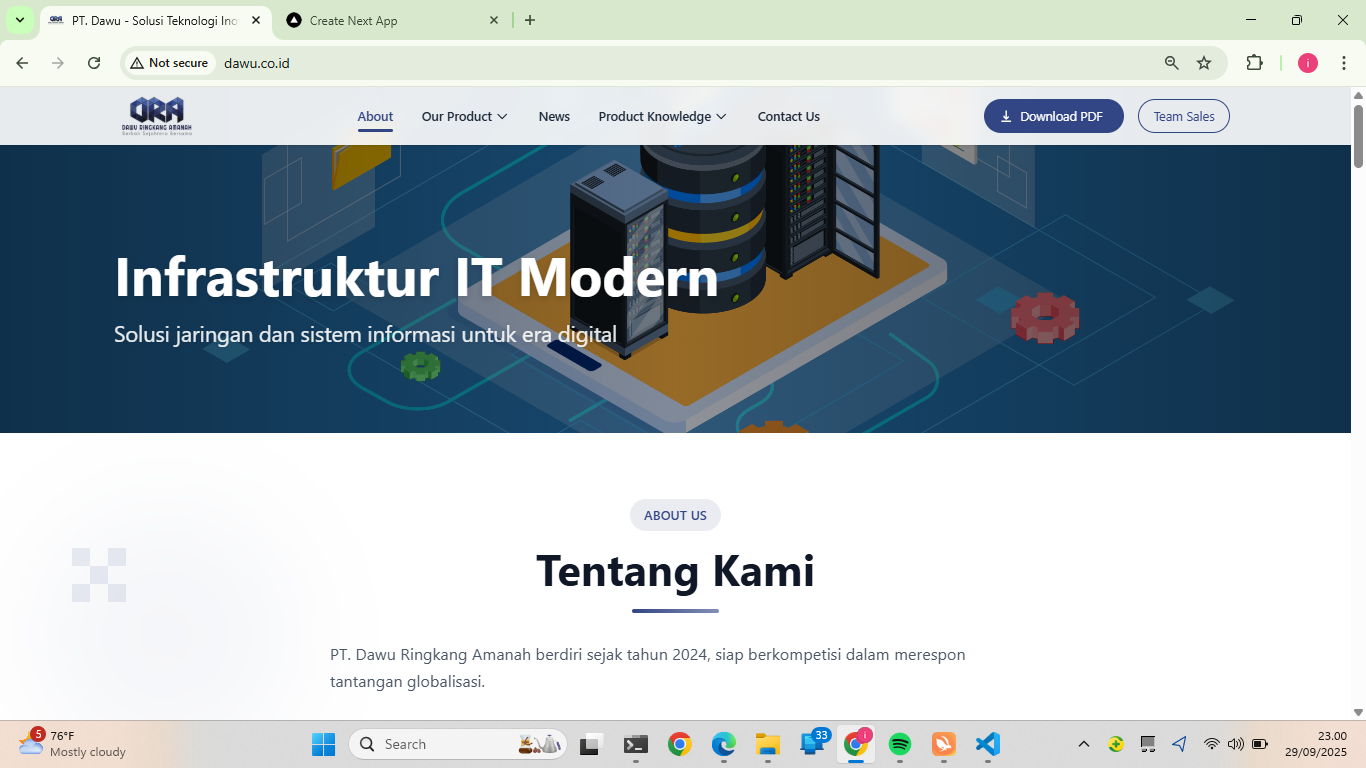 PT. Dawu - Solusi Teknologi Ino
Create Next App
Not secure
dawu.co.id
i
DRA
DAWU RINGKANG AMANAH
Berkah Sejahtera Bersama
About
Our Product
News
Product Knowledge
Contact Us
Download PDF
Team Sales
Infrastruktur IT Modern
Solusi jaringan dan sistem informasi untuk era digital
ABOUT US
Tentang Kami
PT. Dawu Ringkang Amanah berdiri sejak tahun 2024, siap berkompetisi dalam merespon
tantangan globalisasi.
5
76°F
Mostly cloudy
Search
33
i
23.00
29/09/2025